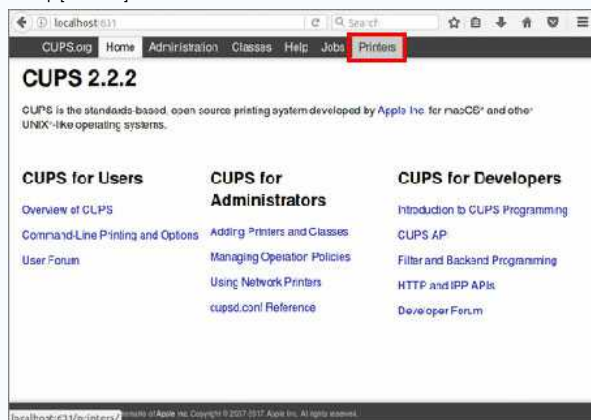 localhost:631
Search
CUPS.org Home Administration Classes Help Jobs Printers
CUPS 2.2.2
CUPS is the standards-based, open source printing system developed by Apple Inc. for macOS® and other
UNIX®-like operating systems.
CUPS for Users
Overview of CUPS
Command-Line Printing and Options
User Forum
CUPS for
Administrators
Adding Printers and Classes
Managing Operation Policies
Using Network Printers
cupsd.conf Reference
CUPS for Developers
Introduction to CUPS Programming
CUPS API
Filter and Backend Programming
HTTP and IPP APIs
Developer Forum
localhost:631/printers/
of Apple Inc. Copyright © 2007-2017 Apple Inc. All rights reserved.